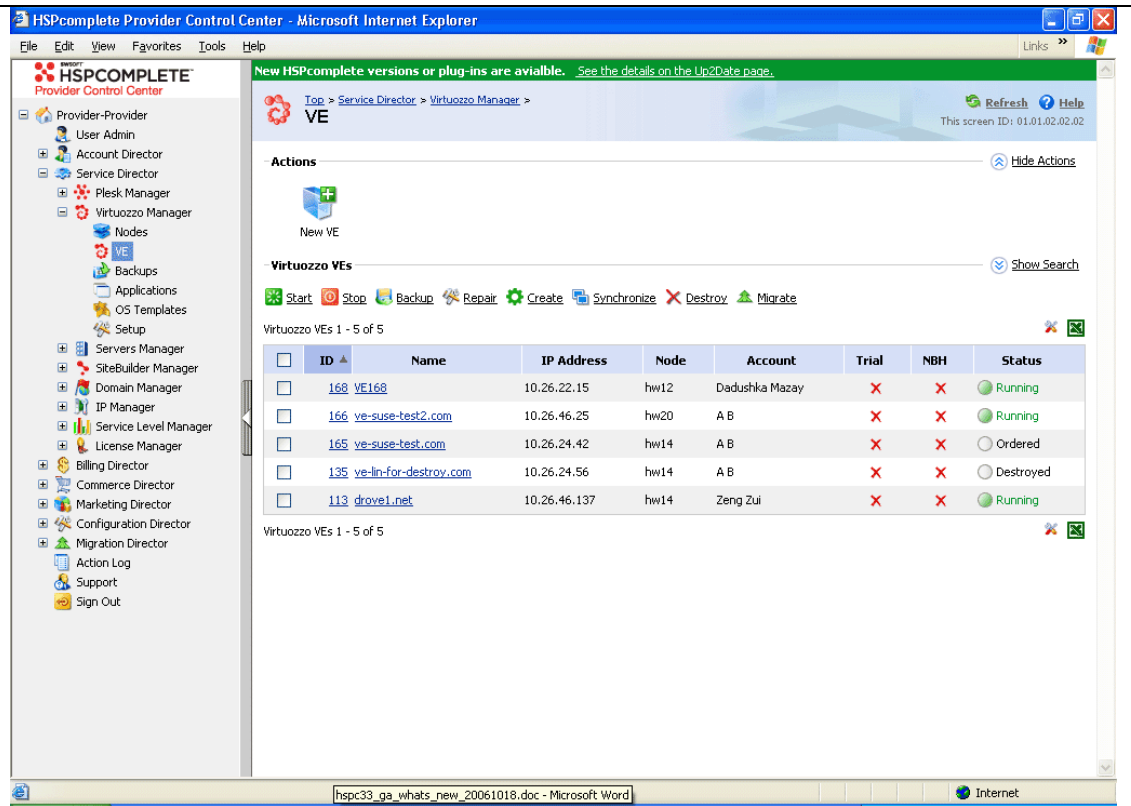 HSPcomplete Provider Control Center - Microsoft Internet Explorer
File Edit View Favorites Tools Help
Links »
SWSOFT
HSPCOMPLETE™
Provider Control Center
Provider-Provider
User Admin
Account Director
Service Director
Plesk Manager
Virtuozzo Manager
Nodes
VE
Backups
Applications
OS Templates
Setup
Servers Manager
SiteBuilder Manager
Domain Manager
IP Manager
Service Level Manager
License Manager
Billing Director
Commerce Director
Marketing Director
Configuration Director
Migration Director
Action Log
Support
Sign Out
New HSPcomplete versions or plug-ins are avialble. See the details on the Up2Date page.
Top > Service Director > Virtuozzo Manager >
VE
Refresh Help
This screen ID: 01.01.02.02.02
Actions Hide Actions
New VE
Virtuozzo VEs Show Search
Start Stop Backup Repair Create Synchronize Destroy Migrate
Virtuozzo VEs 1 - 5 of 5
ID Name IP Address Node Account Trial NBH Status
168 VE168 10.26.22.15 hw12 Dadushka Mazay Running
166 ve-suse-test2.com 10.26.46.25 hw20 A B Running
165 ve-suse-test.com 10.26.24.42 hw14 A B Ordered
135 ve-lin-for-destroy.com 10.26.24.56 hw14 A B Destroyed
113 drove1.net 10.26.46.137 hw14 Zeng Zui Running
Virtuozzo VEs 1 - 5 of 5
hspc33_ga_whats_new_20061018.doc - Microsoft Word
Internet